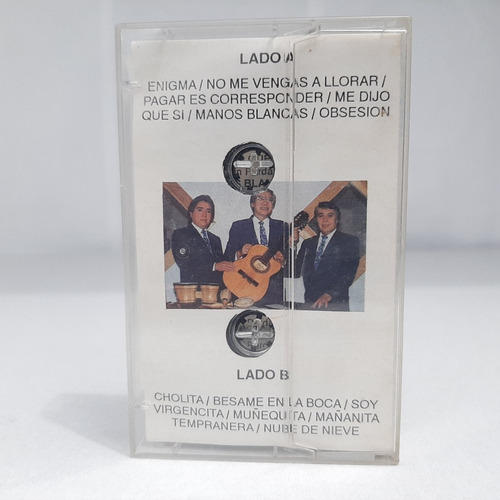 LADO A
ENIGMA / NO ME VENGAS A LLORAR /
PAGAR ES CORRESPONDER / ME DIJO
QUE SI / MANOS BLANCAS / OBSESION
LADO B
CHOLITA / BESAME EN LA BOCA / SOY
VIRGENCITA / MUÑEQUITA / MAÑANITA
TEMPRANERA / NUBE DE NIEVE